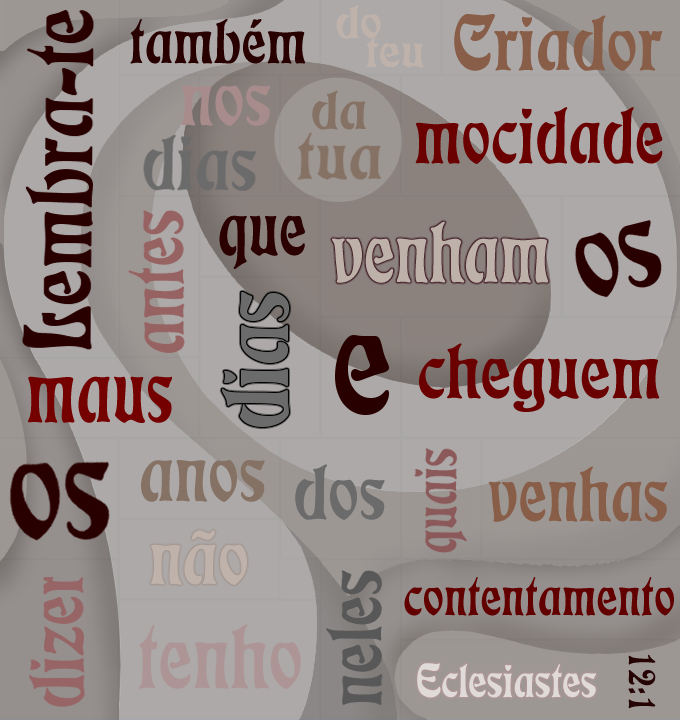 Lembra-te também do teu Criador
nos dias da tua mocidade
antes que venham os
dias maus e cheguem
os anos dos quais venhas
dizer não tenho neles contentamento
Eclesiastes 12:1